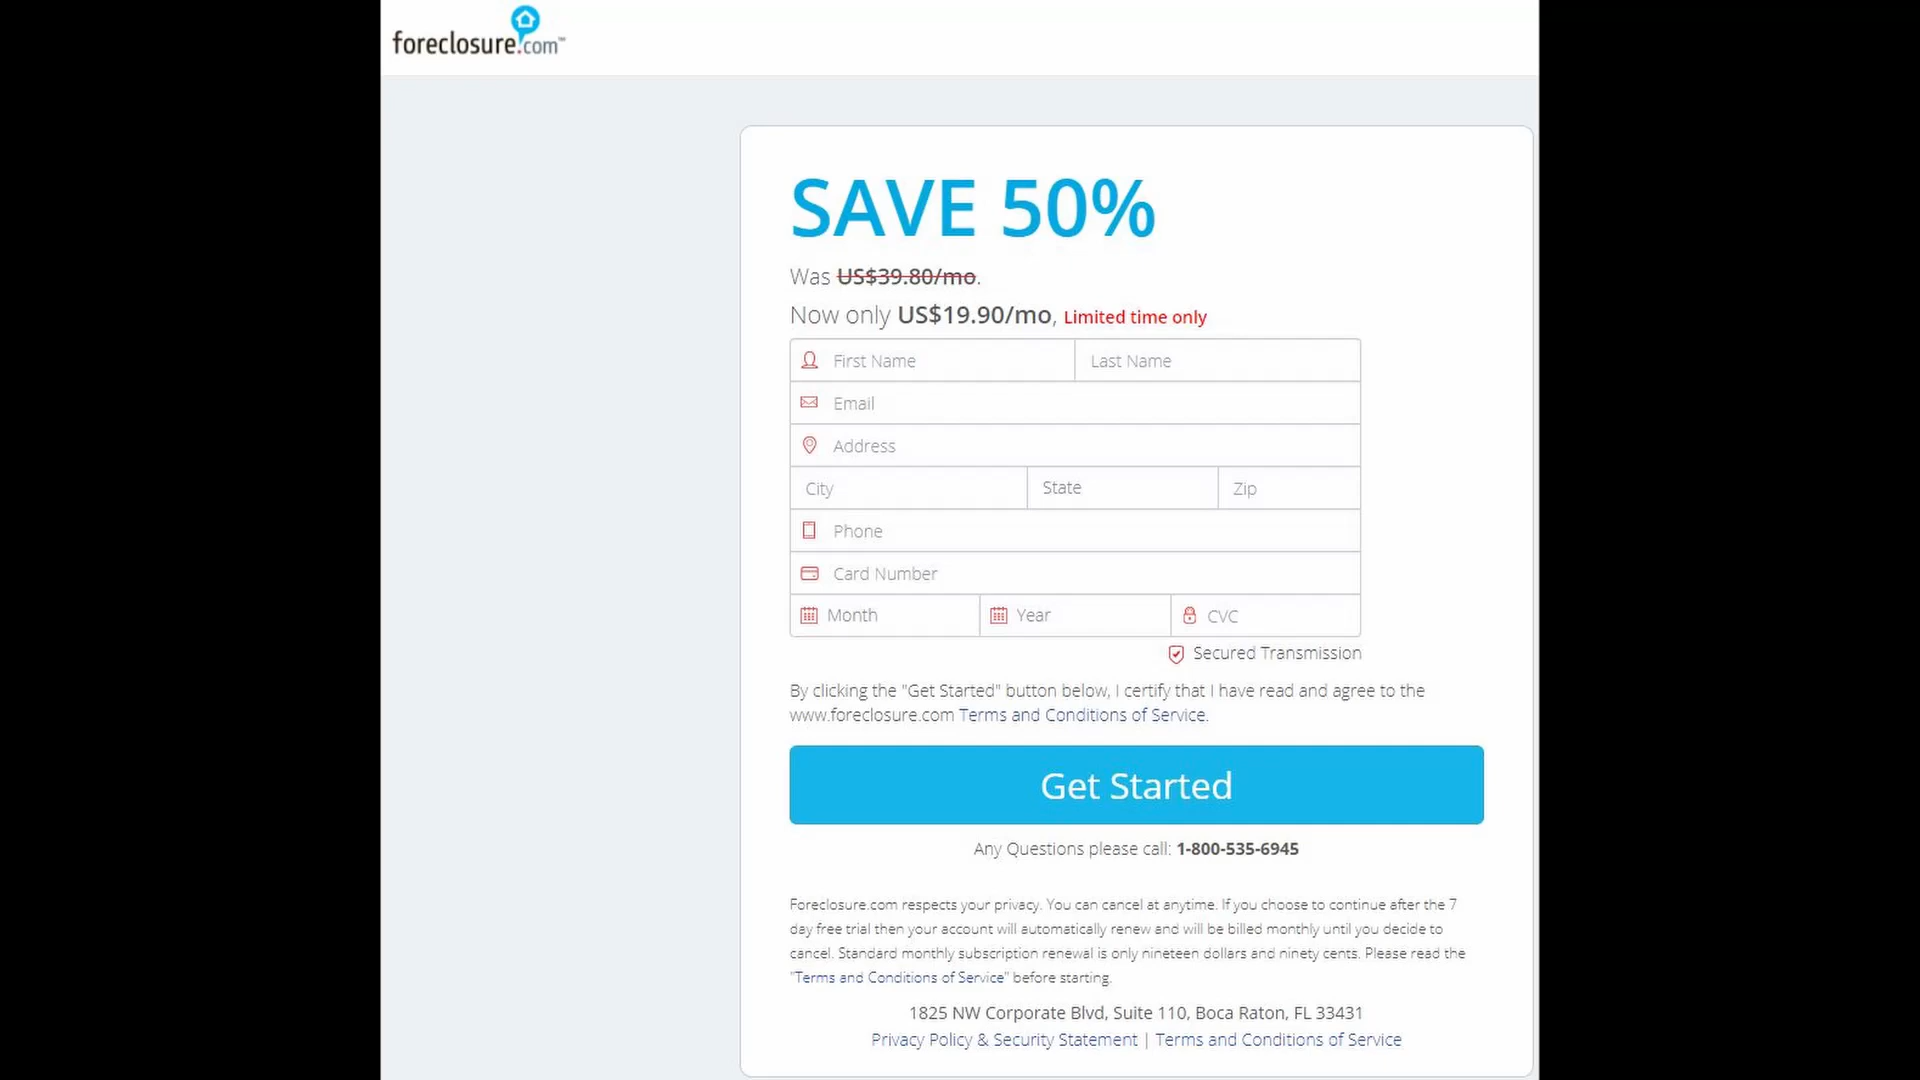 foreclosure.com™
SAVE 50%
Was US$39.80/mo.
Now only US$19.90/mo, Limited time only
First Name Last Name
Email
Address
City State Zip
Phone
Card Number
Month Year CVC
Secured Transmission
By clicking the "Get Started" button below, I certify that I have read and agree to the
www.foreclosure.com Terms and Conditions of Service.
Get Started
Any Questions please call: 1-800-535-6945
Foreclosure.com respects your privacy. You can cancel at anytime. If you choose to continue after the 7
day free trial then your account will automatically renew and will be billed monthly until you decide to
cancel. Standard monthly subscription renewal is only nineteen dollars and ninety cents. Please read the
"Terms and Conditions of Service" before starting.
1825 NW Corporate Blvd, Suite 110, Boca Raton, FL 33431
Privacy Policy & Security Statement | Terms and Conditions of Service